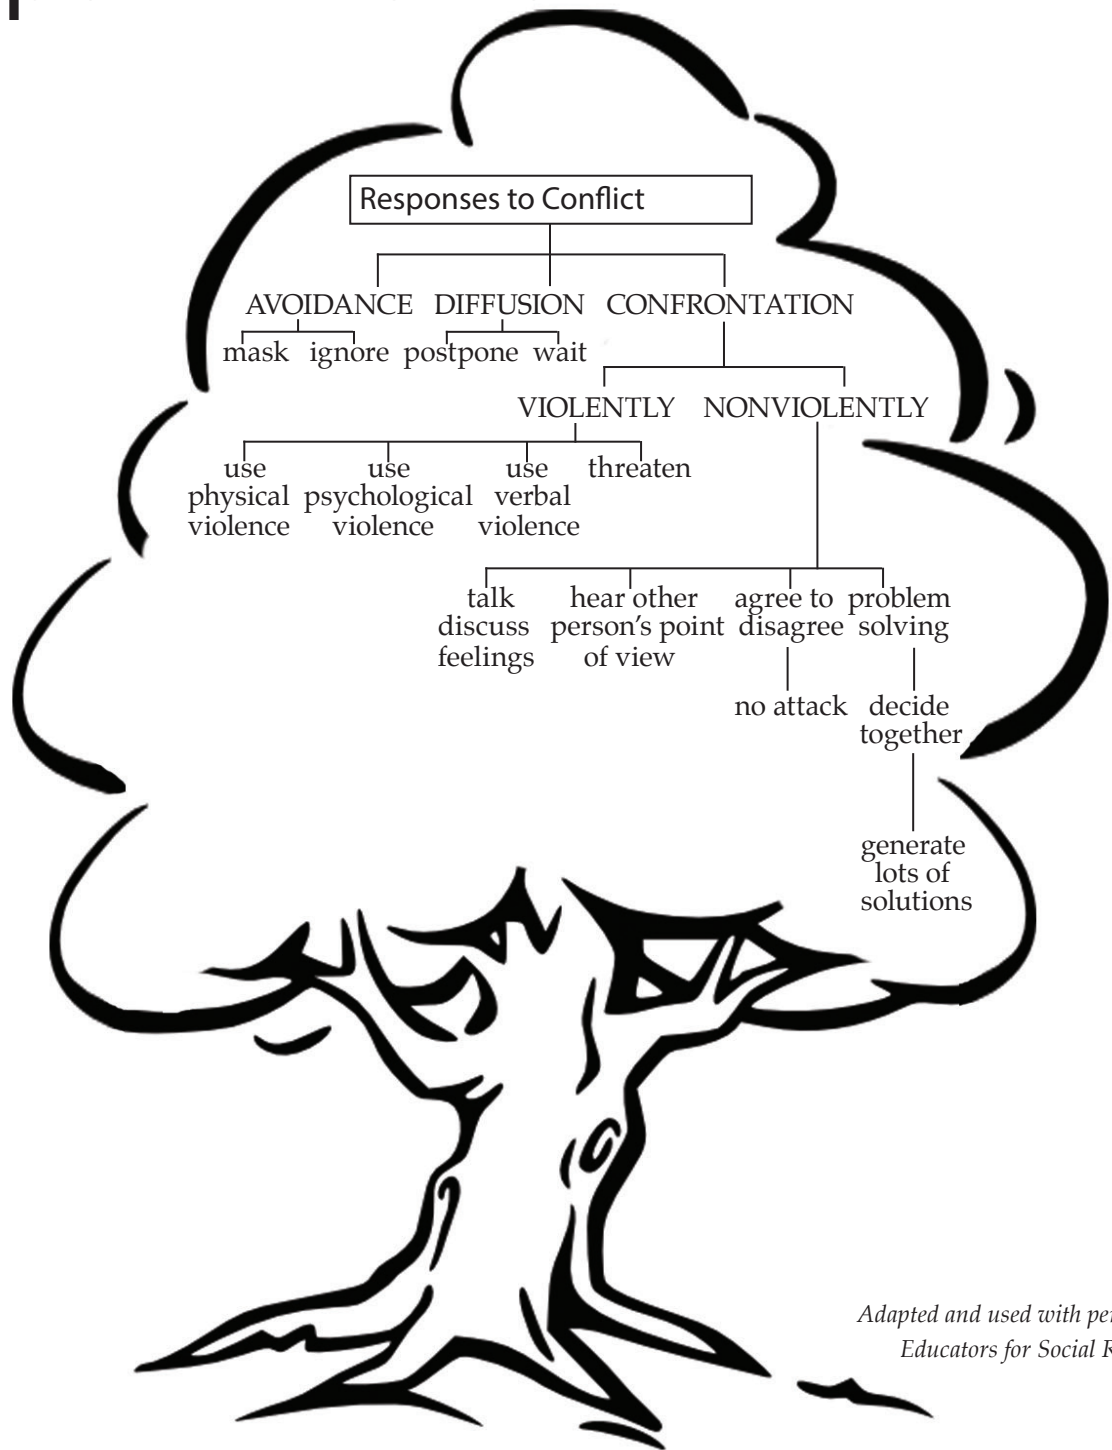 Responses to Conflict
AVOIDANCE DIFFUSION CONFRONTATION
mask ignore postpone wait
VIOLENTLY NONVIOLENTLY
use physical violence
use psychological violence
use verbal violence
threaten
talk
discuss
feelings
hear other
person's point
of view
agree to
disagree
no attack
problem
solving
decide
together
generate
lots of
solutions
Adapted and used with
Educators for Social